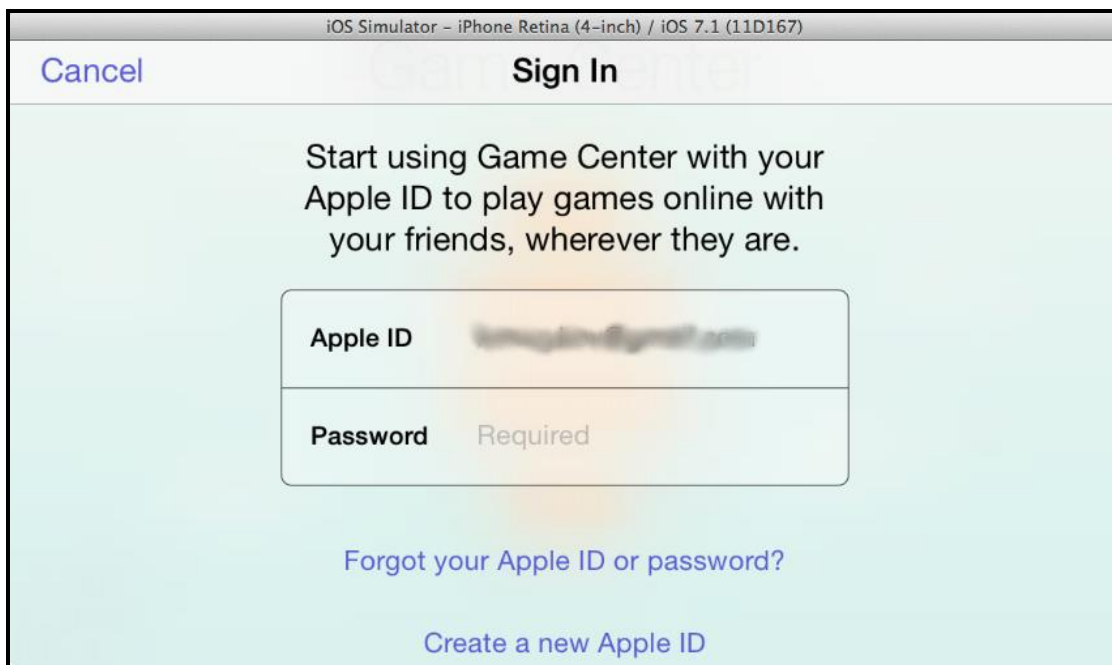 iOS Simulator – iPhone Retina (4-inch) / iOS 7.1 (11D167)
Game Center
Cancel Sign In
Start using Game Center with your
Apple ID to play games online with
your friends, wherever they are.
Apple ID
Password Required
Forgot your Apple ID or password?
Create a new Apple ID